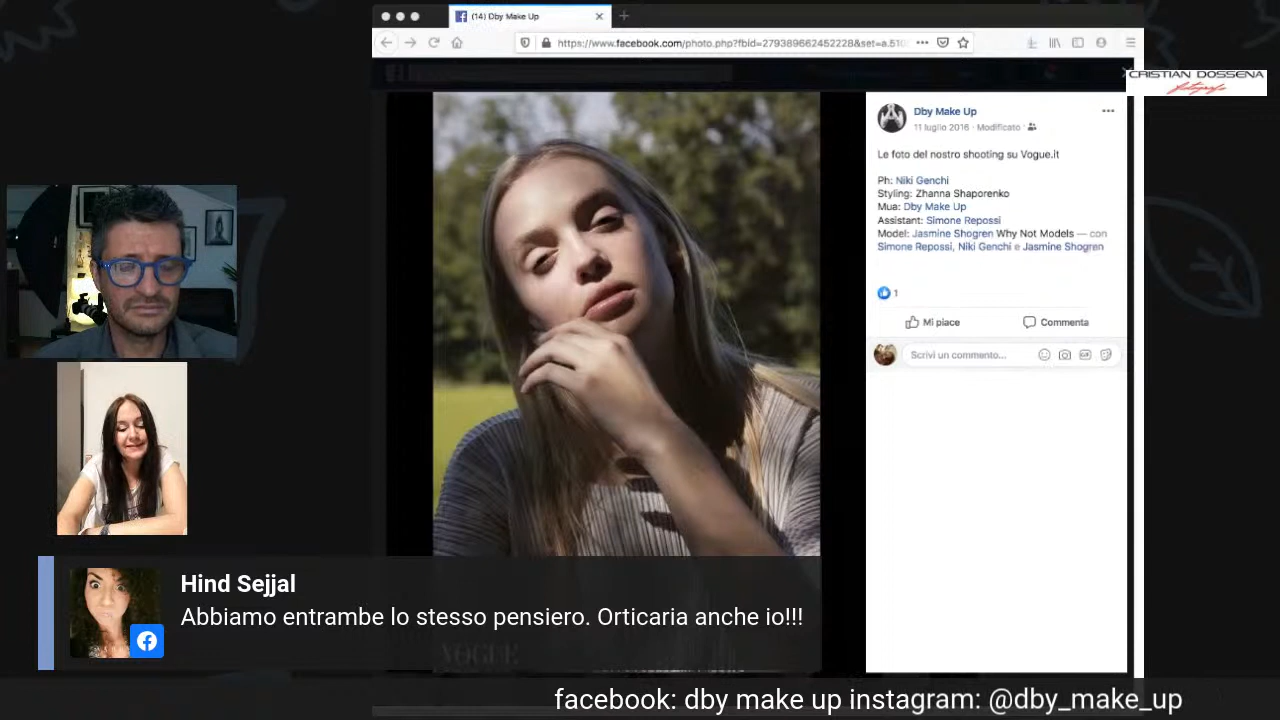 (14) Dby Make Up
https://www.facebook.com/photo.php?fbid=279389662452228&set=a.510
CRISTIAN DOSSENA
fotografo
Dby Make Up
11 luglio 2016 · Modificato ·
Le foto del nostro shooting su Vogue.it
Ph: Niki Genchi
Styling: Zhanna Shaporenko
Mua: Dby Make Up
Assistant: Simone Repossi
Model: Jasmine Shogren Why Not Models — con
Simone Repossi, Niki Genchi e Jasmine Shogren
1
Mi piace
Commenta
Scrivi un commento...
GIF
Hind Sejjal
Abbiamo entrambe lo stesso pensiero. Orticaria anche io!!!
VOGUE
facebook: dby make up instagram: @dby_make_up